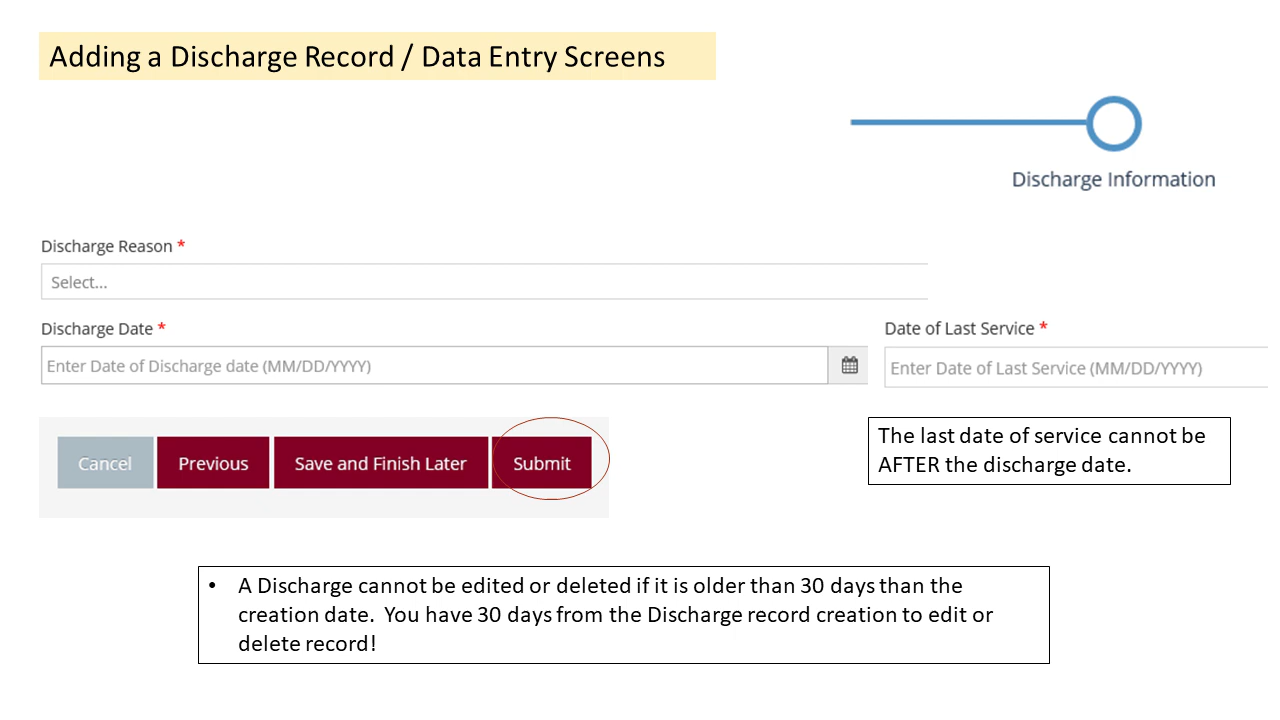 Adding a Discharge Record / Data Entry Screens
Discharge Information
Discharge Reason *
Select...
Discharge Date *
Date of Last Service *
Enter Date of Discharge date (MM/DD/YYYY)
Enter Date of Last Service (MM/DD/YYYY)
Cancel
Previous
Save and Finish Later
Submit
The last date of service cannot be
AFTER the discharge date.
• A Discharge cannot be edited or deleted if it is older than 30 days than the
creation date. You have 30 days from the Discharge record creation to edit or
delete record!